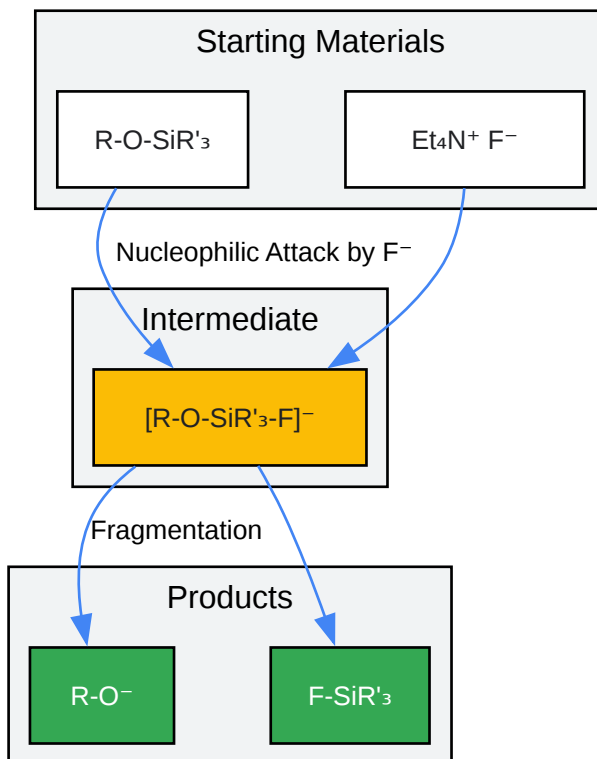 Starting Materials
R-O-SiR'₃
Et₄N⁺ F⁻
Nucleophilic Attack by F⁻
Intermediate
[R-O-SiR'₃-F]⁻
Fragmentation
Products
R-O⁻
F-SiR'₃